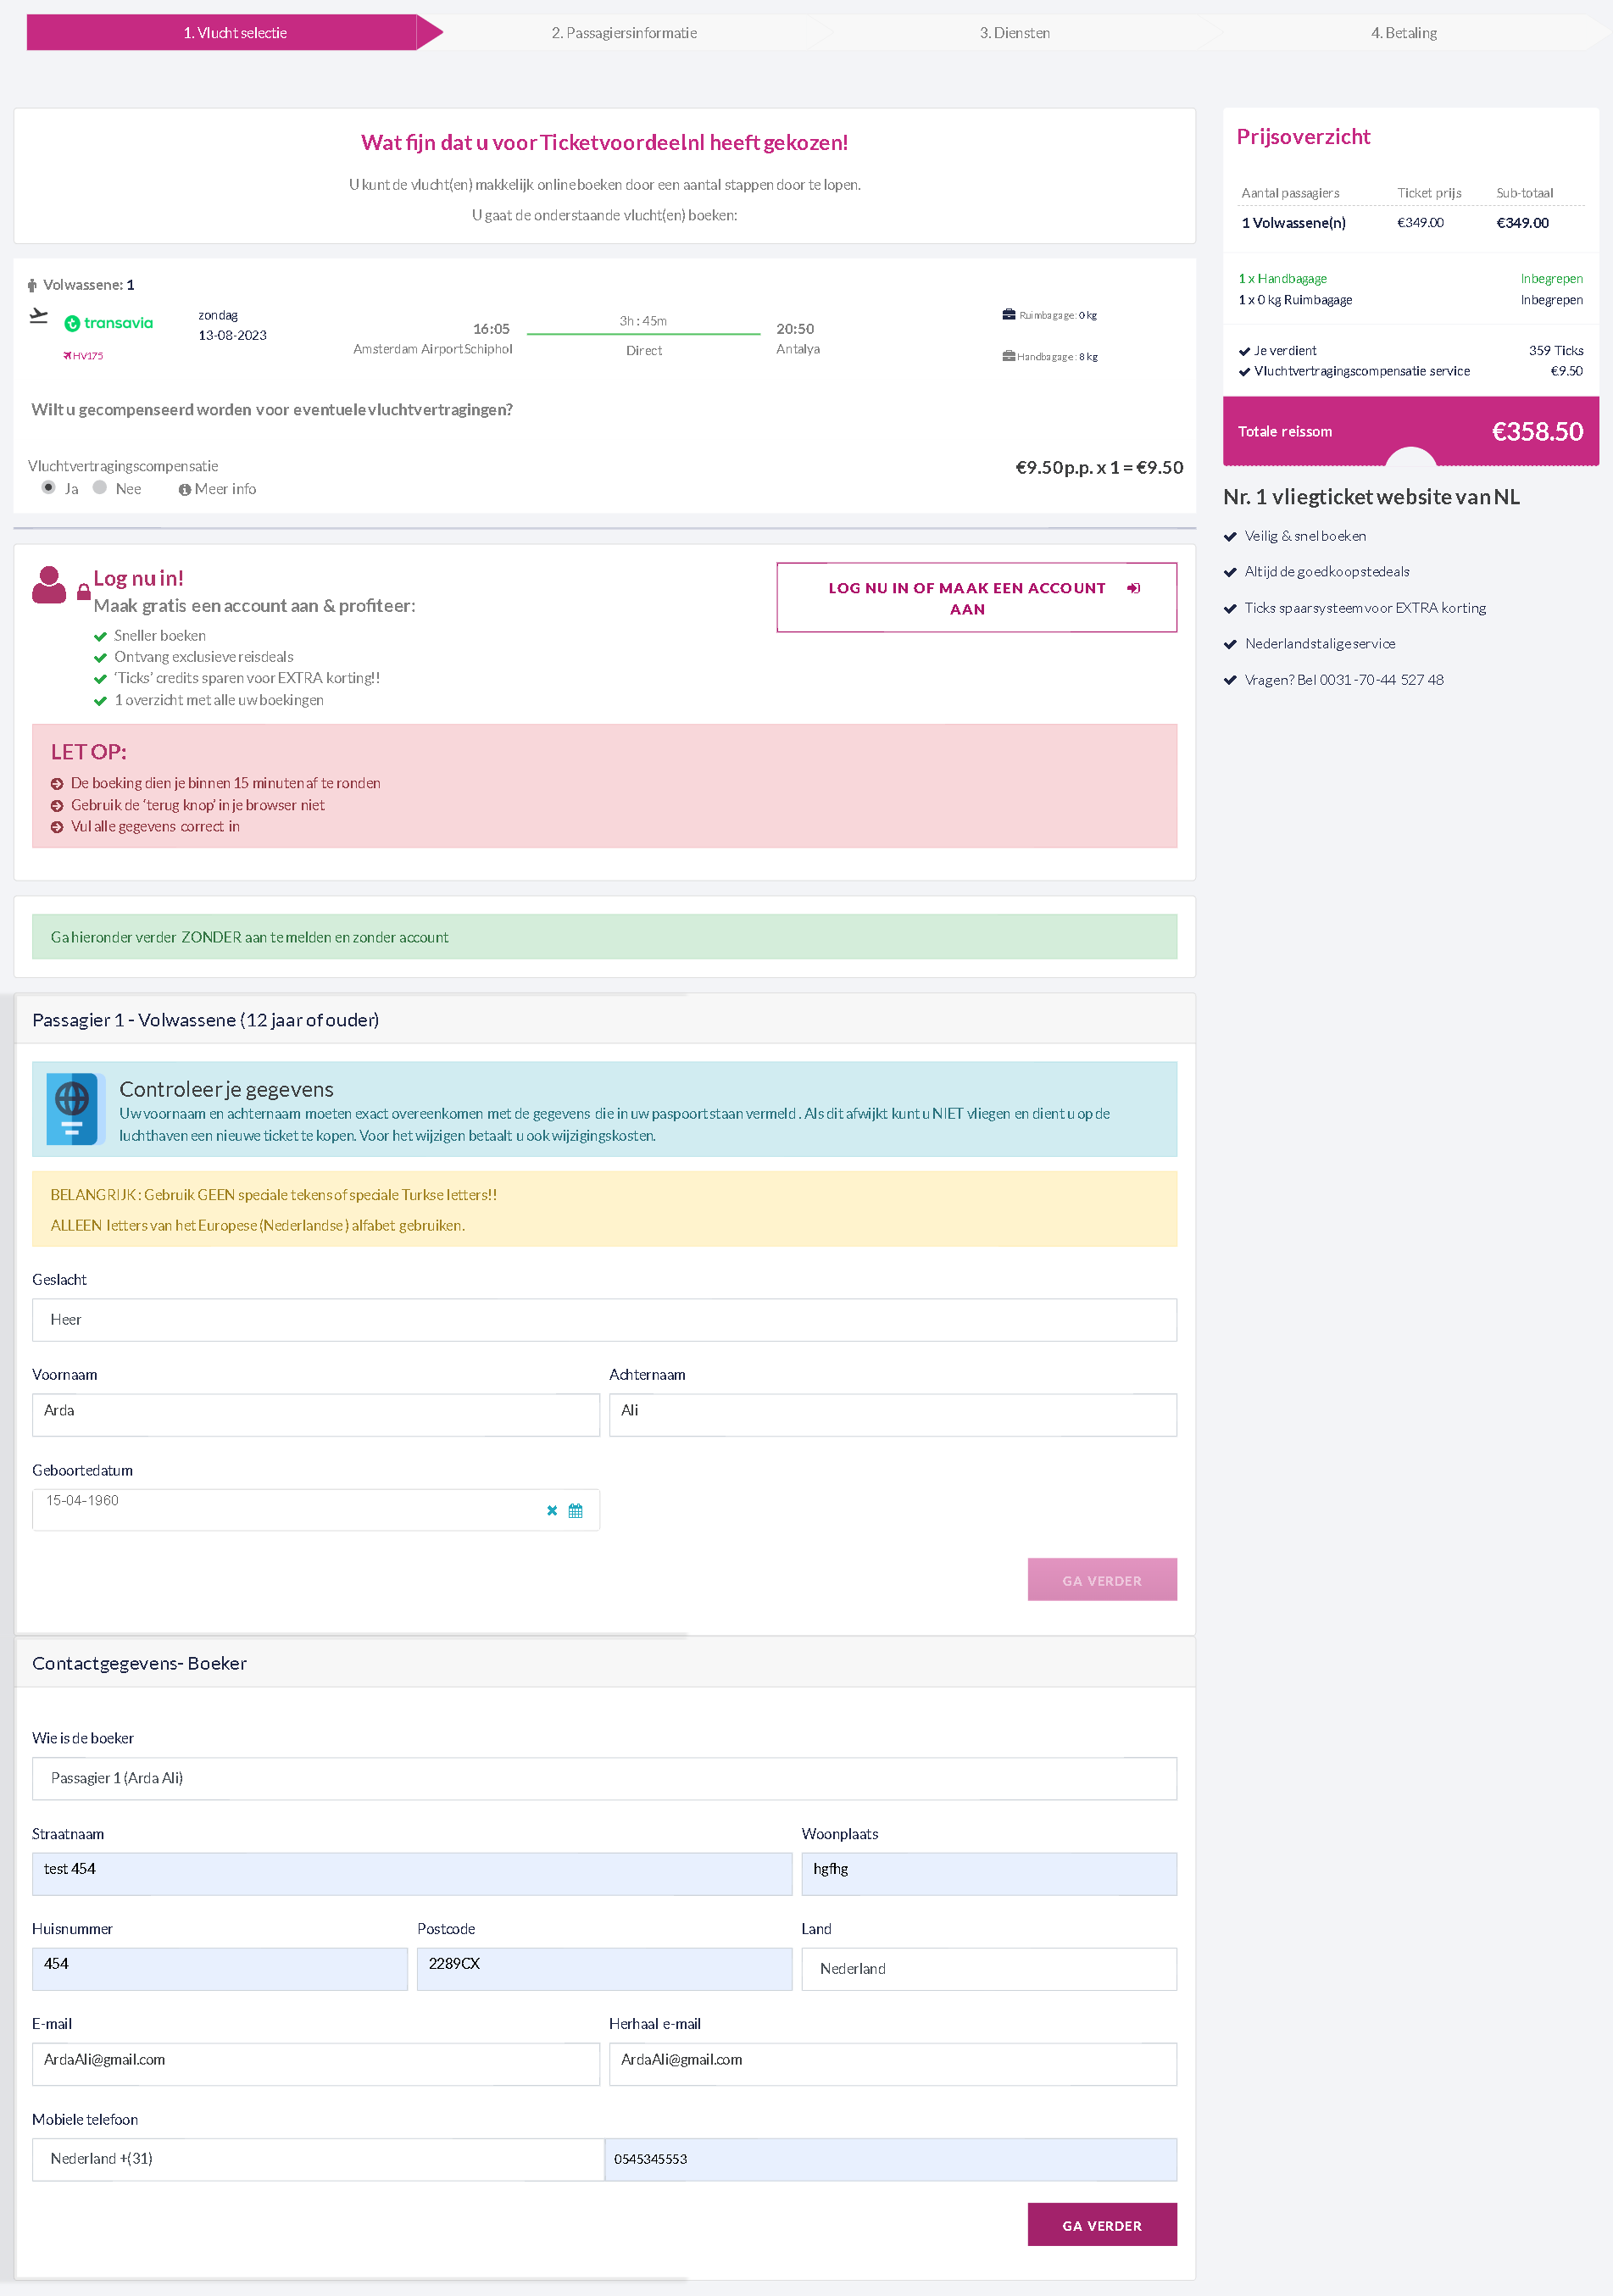 1. Vlucht selectie
2. Passagiersinformatie
3. Diensten
4. Betaling
Wat fijn dat u voor Ticketvoordeel.nl heeft gekozen!
U kunt de vlucht(en) makkelijk online boeken door een aantal stappen door te lopen.
U gaat de onderstaande vlucht(en) boeken:
Volwassene: 1
transavia
HV175
zondag
13-08-2023
16:05
Amsterdam Airport Schiphol
3h : 45m
Direct
20:50
Antalya
Ruimbagage: 0 kg
Handbagage: 8 kg
Wilt u gecompenseerd worden voor eventuele vluchtvertragingen?
Vluchtvertragingscompensatie
Ja Nee Meer info
€9.50 p.p. x 1 = €9.50
Log nu in!
Maak gratis een account aan & profiteer:
Sneller boeken
Ontvang exclusieve reisdeals
'Ticks' credits sparen voor EXTRA korting!!
1 overzicht met alle uw boekingen
LOG NU IN OF MAAK EEN ACCOUNT
AAN
LET OP:
De boeking dien je binnen 15 minuten af te ronden
Gebruik de 'terug knop' in je browser niet
Vul alle gegevens correct in
Ga hieronder verder ZONDER aan te melden en zonder account
Passagier 1 - Volwassene (12 jaar of ouder)
Controleer je gegevens
Uw voornaam en achternaam moeten exact overeenkomen met de gegevens die in uw paspoort staan vermeld. Als dit afwijkt kunt u NIET vliegen en dient u op de
luchthaven een nieuwe ticket te kopen. Voor het wijzigen betaalt u ook wijzigingskosten.
BELANGRIJK: Gebruik GEEN speciale tekens of speciale Turkse letters!!
ALLEEN letters van het Europese (Nederlandse) alfabet gebruiken.
Geslacht
Heer
Voornaam
Achternaam
Arda
Ali
Geboortedatum
15-04-1960
GA VERDER
Contactgegevens- Boeker
Wie is de boeker
Passagier 1 (Arda Ali)
Straatnaam
Woonplaats
test 454
hgfhg
Huisnummer
Postcode
Land
454
2289CX
Nederland
E-mail
Herhaal e-mail
ArdaAli@gmail.com
ArdaAli@gmail.com
Mobiele telefoon
Nederland +(31)
0545345553
GA VERDER
Prijsoverzicht
Aantal passagiers Ticket prijs Sub-totaal
1 Volwassene(n) €349.00 €349.00
1 x Handbagage Inbegrepen
1 x 0 kg Ruimbagage Inbegrepen
Je verdient 359 Ticks
Vluchtvertragingscompensatie service €9.50
Totale reissom €358.50
Nr. 1 vliegticket website van NL
Veilig & snel boeken
Altijd de goedkoopste deals
Ticks spaarsysteem voor EXTRA korting
Nederlandstalige service
Vragen? Bel 0031-70-44 527 48